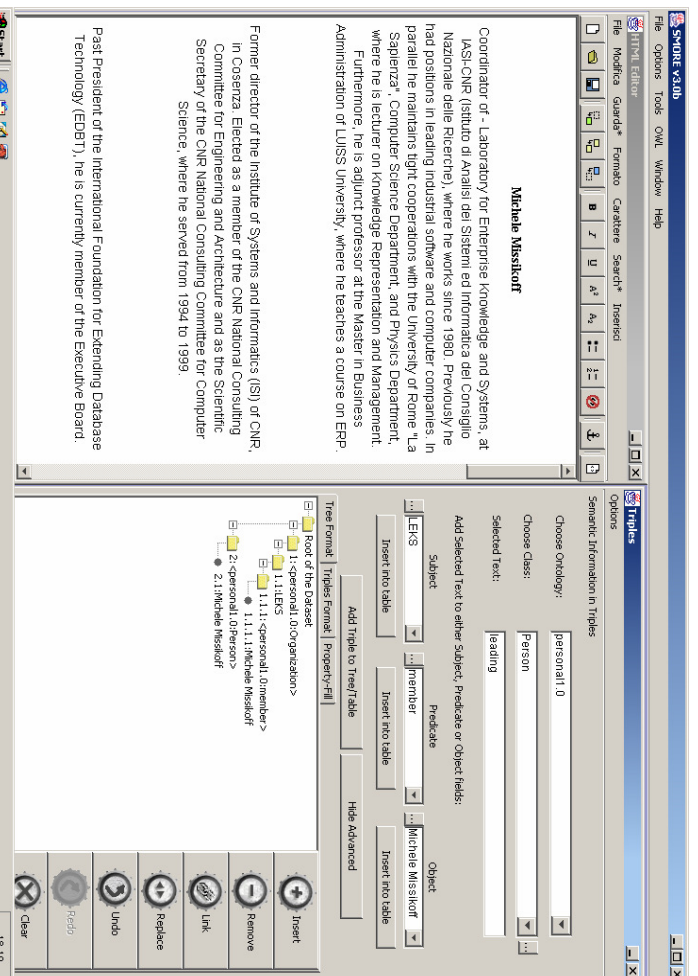 SMORE v3.0b
File Options Tools OWL Window Help
HTML Editor
File Modifica Guarda* Formato Carattere Search* Inserisci
B I U A² A₂
Michele Missikoff
Coordinator of - Laboratory for Enterprise Knowledge and Systems, at
IASI-CNR (Istituto di Analisi dei Sistemi ed Informatica del Consiglio
Nazionale delle Ricerche), where he works since 1980. Previously he
had positions in leading industrial software and computer companies. In
parallel he maintains tight cooperations with the University of Rome "La
Sapienza", Computer Science Department, and Physics Department,
where he is lecturer on Knowledge Representation and Management.
Furthermore, he is adjunct professor at the Master in Business
Administration of LUISS University, where he teaches a course on ERP.
Former director of the Institute of Systems and Informatics (ISI) of CNR,
in Cosenza. Elected as a member of the CNR National Consulting
Committee for Engineering and Architecture and as the Scientific
Secretary of the CNR National Consulting Committee for Computer
Science, where he served from 1994 to 1999.
Past President of the International Foundation for Extending Database
Technology (EDBT), he is currently member of the Executive Board.
Triples
Options
Semantic Information in Triples
Choose Ontology: personal1.0
Choose Class: Person ...
Selected Text: leading
Add Selected Text to either Subject, Predicate or Object fields:
Subject Predicate Object
... LEKS ... member ... Michele Missikoff
Insert into table Insert into table Insert into table
Add Triple to Tree/Table Hide Advanced
Tree Format Triples Format Property-Fill
Root of the Dataset
1:<personal1.0:Organization>
1.1:LEKS
1.1.1:<personal1.0:member>
1.1.1.1:Michele Missikoff
2:<personal1.0:Person>
2.1:Michele Missikoff
Insert
Remove
Link
Replace
Undo
Redo
Clear
Start